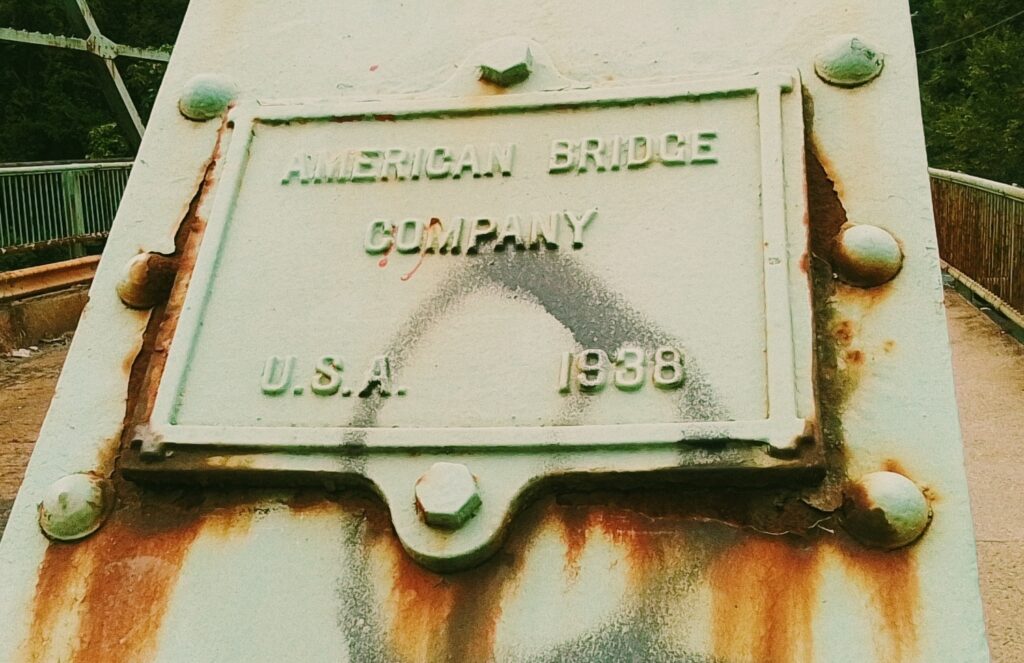 AMERICAN BRIDGE
COMPANY
U.S.A. 1938